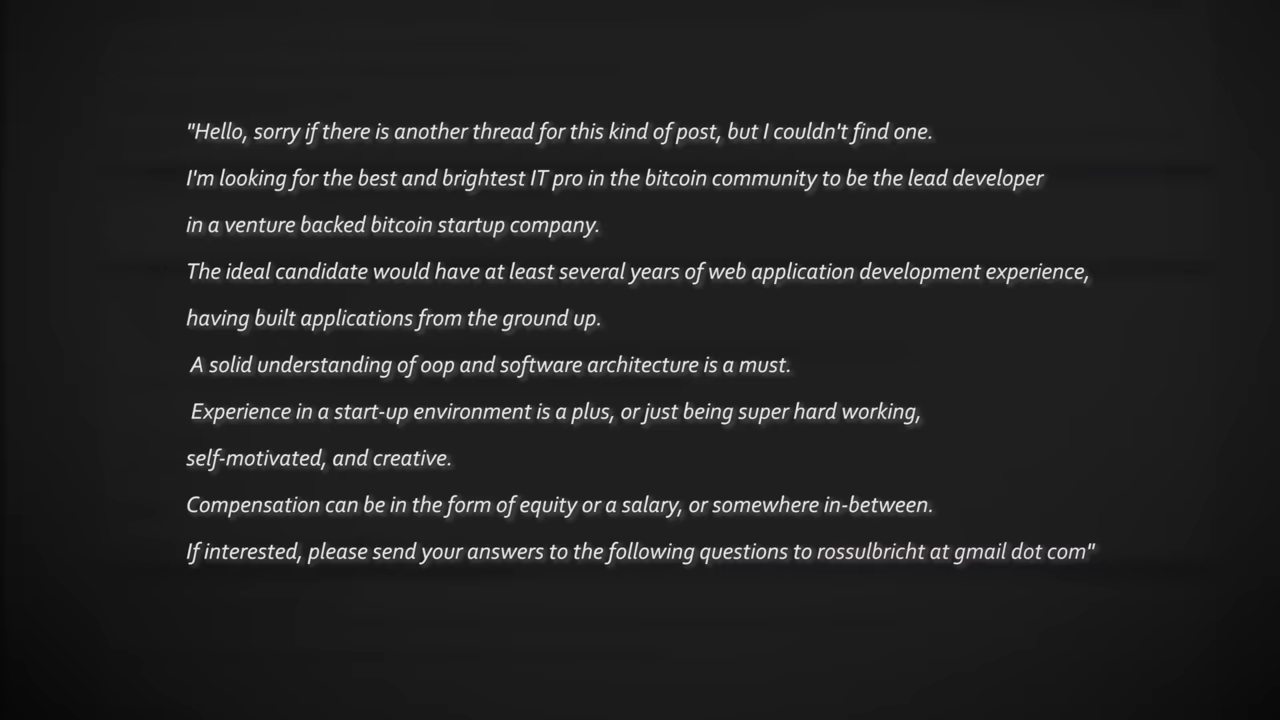 "Hello, sorry if there is another thread for this kind of post, but I couldn't find one.
I'm looking for the best and brightest IT pro in the bitcoin community to be the lead developer
in a venture backed bitcoin startup company.
The ideal candidate would have at least several years of web application development experience,
having built applications from the ground up.
A solid understanding of oop and software architecture is a must.
Experience in a start-up environment is a plus, or just being super hard working,
self-motivated, and creative.
Compensation can be in the form of equity or a salary, or somewhere in-between.
If interested, please send your answers to the following questions to rossulbricht at gmail dot com"